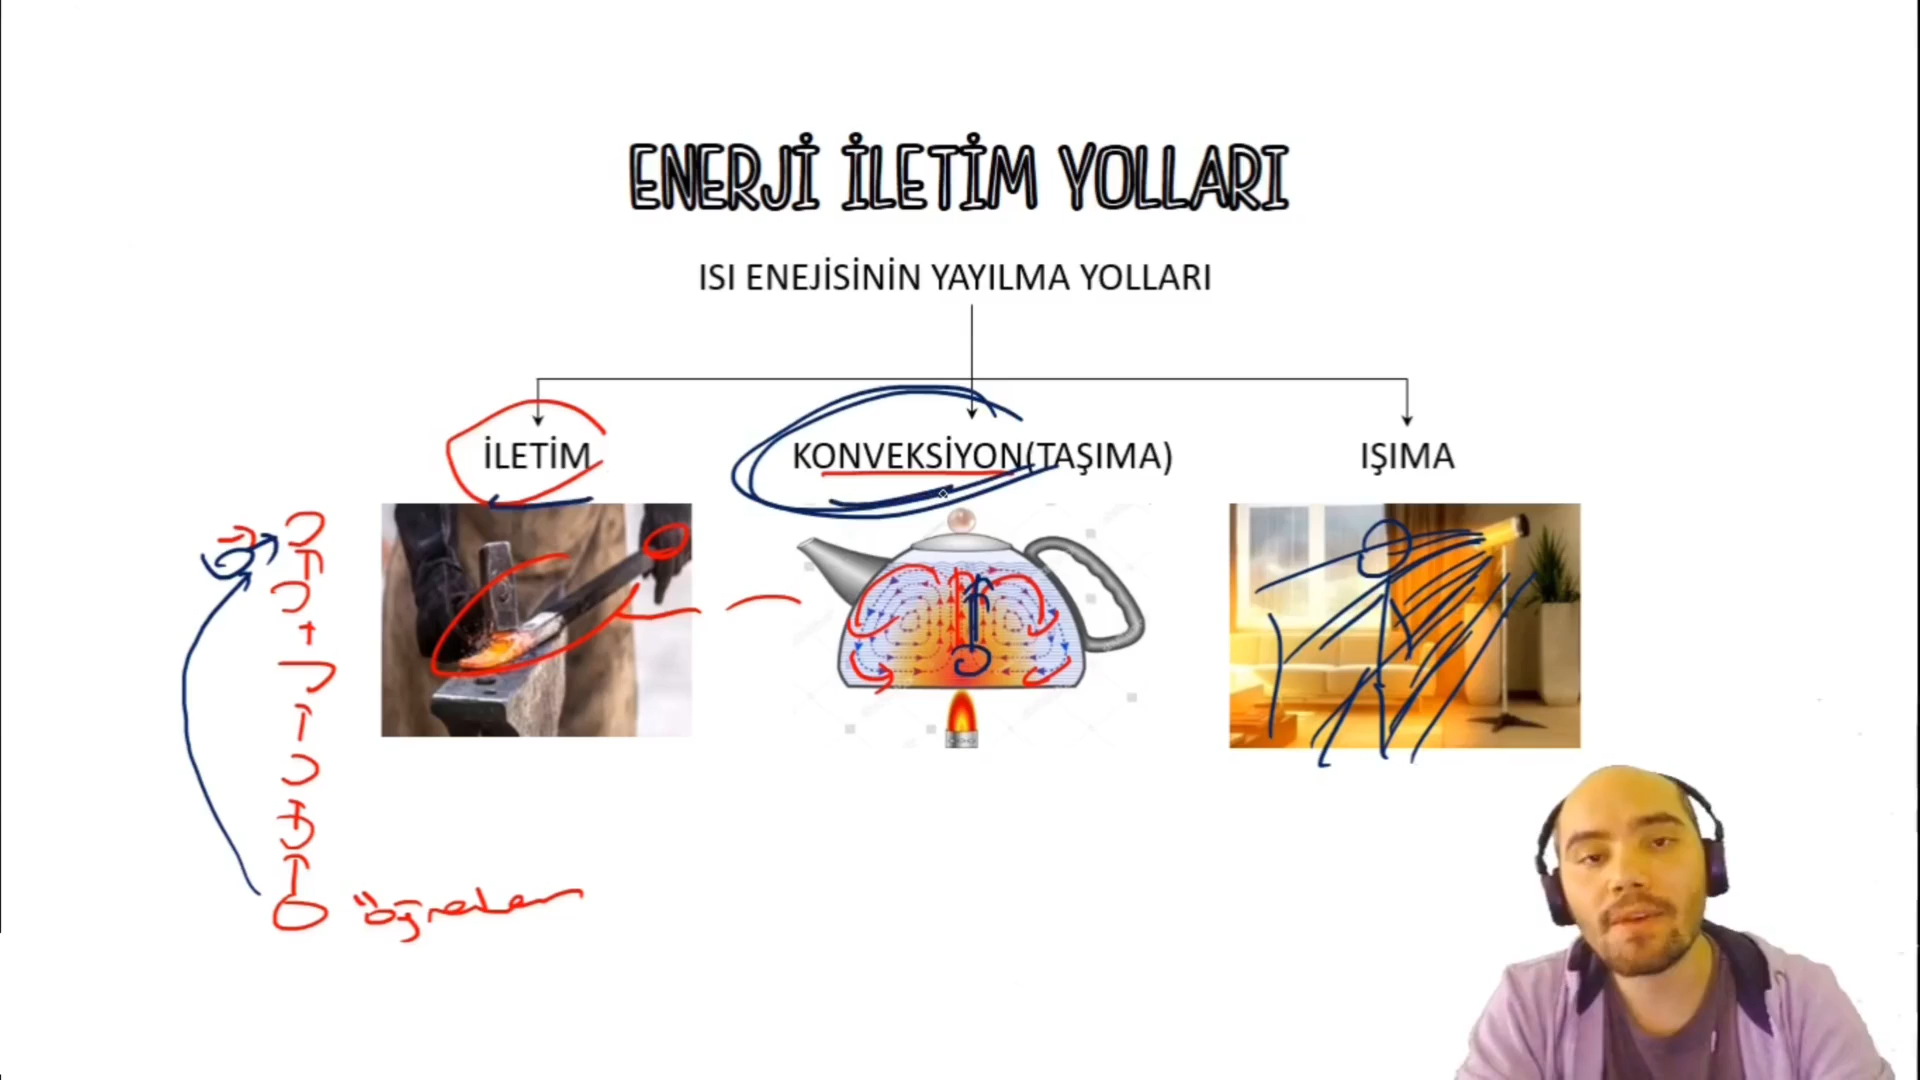 ENERJİ İLETİM YOLLARI
ISI ENEJİSİNİN YAYILMA YOLLARI
İLETİM
KONVEKSİYON(TAŞIMA)
IŞIMA